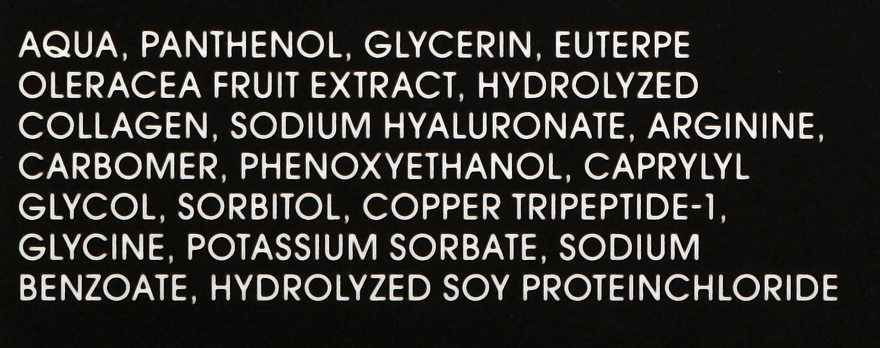 AQUA, PANTHENOL, GLYCERIN, EUTERPE
OLERACEA FRUIT EXTRACT, HYDROLYZED
COLLAGEN, SODIUM HYALURONATE, ARGININE,
CARBOMER, PHENOXYETHANOL, CAPRYLYL
GLYCOL, SORBITOL, COPPER TRIPEPTIDE-1,
GLYCINE, POTASSIUM SORBATE, SODIUM
BENZOATE, HYDROLYZED SOY PROTEINCHLORIDE